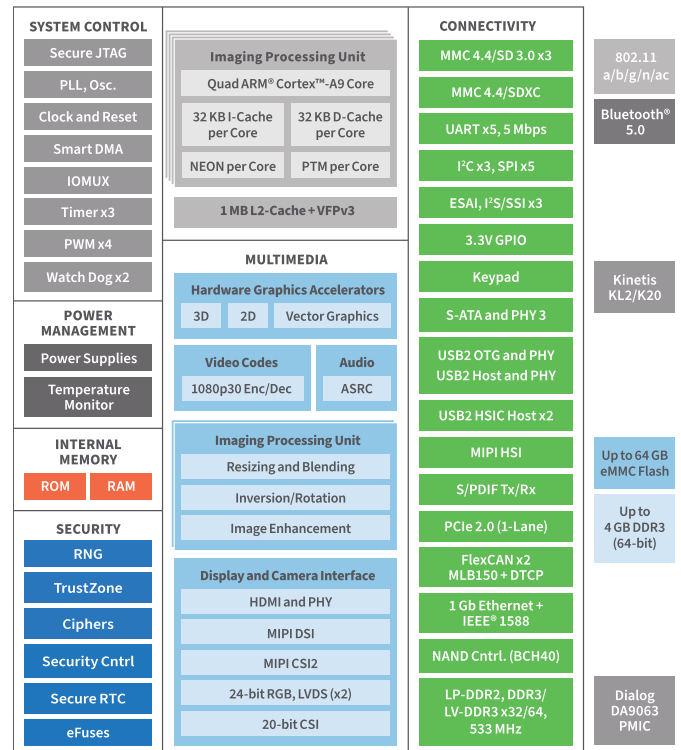 SYSTEM CONTROL
Secure JTAG
PLL, Osc.
Clock and Reset
Smart DMA
IOMUX
Timer x3
PWM x4
Watch Dog x2
POWER
MANAGEMENT
Power Supplies
Temperature
Monitor
INTERNAL
MEMORY
ROM
RAM
SECURITY
RNG
TrustZone
Ciphers
Security Cntrl
Secure RTC
eFuses
Imaging Processing Unit
Quad ARM® Cortex™-A9 Core
32 KB I-Cache
per Core
32 KB D-Cache
per Core
NEON per Core
PTM per Core
1 MB L2-Cache + VFPv3
MULTIMEDIA
Hardware Graphics Accelerators
3D
2D
Vector Graphics
Video Codes
1080p30 Enc/Dec
Audio
ASRC
Imaging Processing Unit
Resizing and Blending
Inversion/Rotation
Image Enhancement
Display and Camera Interface
HDMI and PHY
MIPI DSI
MIPI CSI2
24-bit RGB, LVDS (x2)
20-bit CSI
CONNECTIVITY
MMC 4.4/SD 3.0 x3
MMC 4.4/SDXC
UART x5, 5 Mbps
I²C x3, SPI x5
ESAI, I²S/SSI x3
3.3V GPIO
Keypad
S-ATA and PHY 3
USB2 OTG and PHY
USB2 Host and PHY
USB2 HSIC Host x2
MIPI HSI
S/PDIF Tx/Rx
PCIe 2.0 (1-Lane)
FlexCAN x2
MLB150 + DTCP
1 Gb Ethernet +
IEEE® 1588
NAND Cntrl. (BCH40)
LP-DDR2, DDR3/
LV-DDR3 x32/64,
533 MHz
802.11
a/b/g/n/ac
Bluetooth®
5.0
Kinetis
KL2/K20
Up to 64 GB
eMMC Flash
Up to
4 GB DDR3
(64-bit)
Dialog
DA9063
PMIC